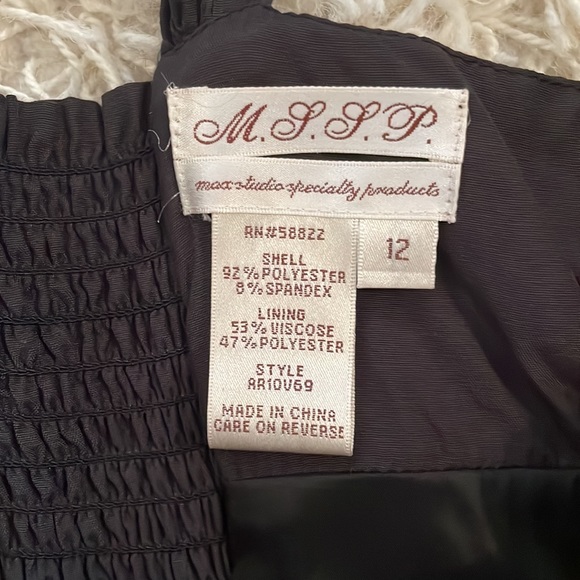 M.S.S.P.
max studio specialty products
RN#58822
12
SHELL
92%POLYESTER
8%SPANDEX
LINING
53%VISCOSE
47%POLYESTER
STYLE
AR10V69
MADE IN CHINA
CARE ON REVERSE